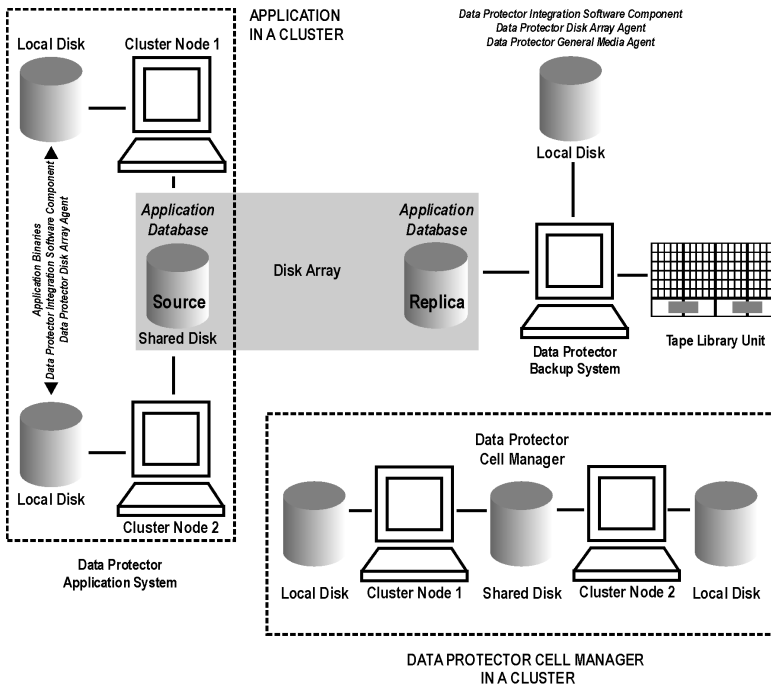 APPLICATION
IN A CLUSTER
Local Disk
Cluster Node 1
Data Protector Integration Software Component
Data Protector Disk Array Agent
Data Protector General Media Agent
Local Disk
Application Binaries
Data Protector Integration Software Component
Data Protector Disk Array Agent
Application
Database
Source
Shared Disk
Disk Array
Application
Database
Replica
Data Protector
Backup System
Tape Library Unit
Local Disk
Cluster Node 2
Data Protector
Application System
Data Protector
Cell Manager
Local Disk
Cluster Node 1
Shared Disk
Cluster Node 2
Local Disk
DATA PROTECTOR CELL MANAGER
IN A CLUSTER